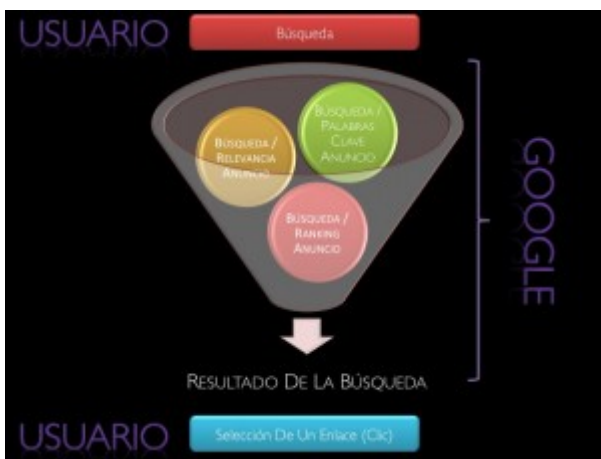 USUARIO
Búsqueda
BÚSQUEDA /
PALABRAS
CLAVE
ANUNCIO
BÚSQUEDA /
RELEVANCIA
ANUNCIO
BÚSQUEDA /
RANKING
ANUNCIO
GOOGLE
RESULTADO DE LA BÚSQUEDA
USUARIO
Selección De Un Enlace (Clic)